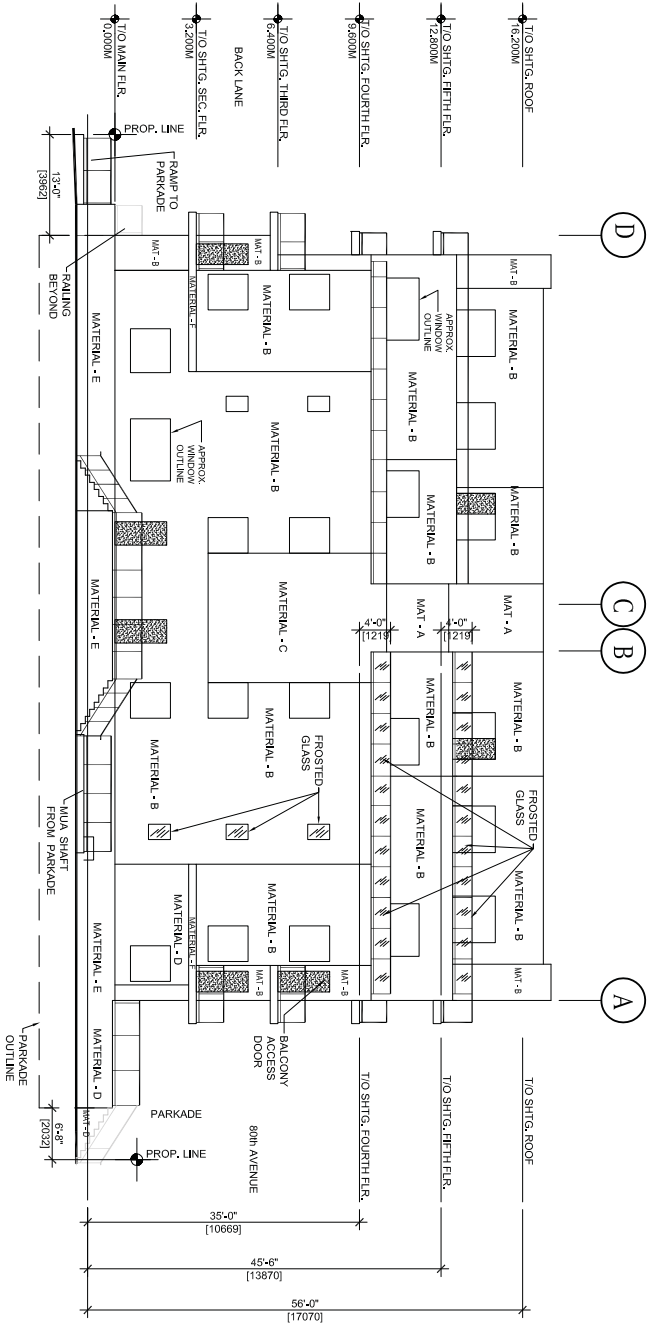 D
C
B
A
T/O SHTG. ROOF
16.200M
T/O SHTG. FIFTH FLR.
12.800M
T/O SHTG. FOURTH FLR.
9.600M
T/O SHTG. THIRD FLR.
6.400M
BACK LANE
T/O SHTG. SEC. FLR.
3.200M
T/O MAIN FLR.
0.000M
PROP. LINE
13'-0"
[3962]
RAMP TO
PARKADE
RAILING
BEYOND
MAT-B
MATERIAL - B
MATERIAL - B
MAT - A
MATERIAL - B
FROSTED
GLASS
MATERIAL - B
MAT-B
APPROX.
WINDOW
OUTLINE
MATERIAL - B
MATERIAL - B
4'-0"
[1219]
MAT - A
4'-0"
[1219]
MATERIAL - B
MATERIAL - B
MAT-B
MATERIAL - B
MATERIAL - B
MATERIAL - C
MATERIAL - B
FROSTED
GLASS
MATERIAL - B
MAT-B
MAT-B
MAT-B
MATERIAL-F
APPROX.
WINDOW
OUTLINE
MATERIAL - B
MATERIAL - D
MATERIAL-F
BALCONY
ACCESS
DOOR
MATERIAL - E
MATERIAL - E
MUA SHAFT
FROM PARKADE
MATERIAL - E
MATERIAL - D
MAT-D
PARKADE
OUTLINE
PARKADE
6'-8"
[2032]
PROP. LINE
80th AVENUE
T/O SHTG. ROOF
T/O SHTG. FIFTH FLR.
T/O SHTG. FOURTH FLR.
35'-0"
[10669]
45'-6"
[13870]
56'-0"
[17070]